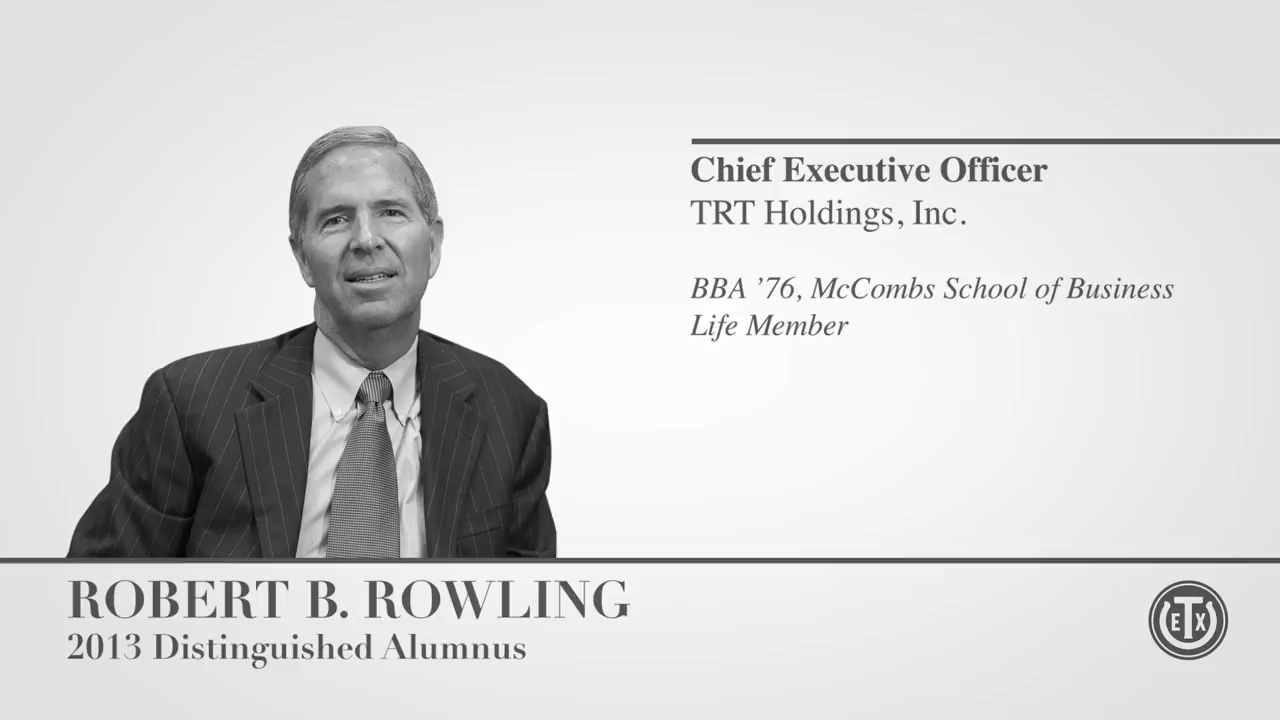 Chief Executive Officer
TRT Holdings, Inc.
BBA ’76, McCombs School of Business
Life Member
ROBERT B. ROWLING
2013 Distinguished Alumnus
TEX